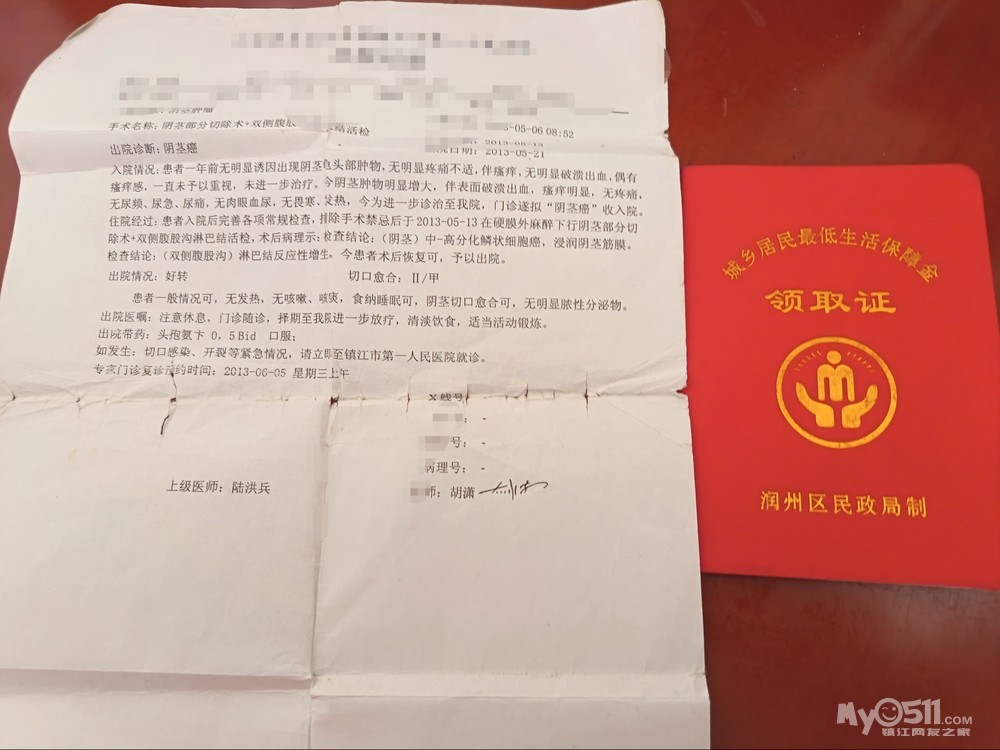 手术名称: 阴茎部分切除术+双侧腹股
结活检
05-06 08:52
2013-05-13
出院诊断: 阴茎癌
院日期: 2013-05-21
入院情况: 患者一年前无明显诱因出现阴茎龟头部肿物, 无明显疼痛不适, 伴瘙痒, 无明显破溃出血, 偶有
瘙痒感, 一直未予以重视, 未进一步治疗。今阴茎肿物明显增大, 伴表面破溃出血, 瘙痒明显, 无疼痛,
无尿频、尿急、尿痛, 无肉眼血尿, 无畏寒、发热, 今为进一步诊治至我院, 门诊遂拟“阴茎癌”收入院。
住院经过: 患者入院后完善各项常规检查, 排除手术禁忌后于 2013-05-13 在硬膜外麻醉下行阴茎部分切
除术+双侧腹股沟淋巴结活检, 术后病理示: 检查结论: (阴茎) 中-高分化鳞状细胞癌, 浸润阴茎筋膜。
检查结论: (双侧腹股沟) 淋巴结反应性增生。今患者术后恢复可, 予以出院。
出院情况: 好转 切口愈合: II/甲
患者一般情况可, 无发热, 无咳嗽、咳痰, 食纳睡眠可, 阴茎切口愈合可, 无明显脓性分泌物。
出院医嘱: 注意休息, 门诊随诊, 择期至我院进一步放疗, 清淡饮食, 适当活动锻炼。
出院带药: 头孢氨卞 0, 5Bid 口服;
如发生: 切口感染、开裂等紧急情况, 请立即至镇江市第一人民医院就诊。
专家门诊复诊预约时间: 2013-06-05 星期三上午
X线号
: -
号: -
病理号: -
上级医师: 陆洪兵
师: 胡潇
城乡居民最低生活保障金
领取证
润州区民政局制
My0511.COM
镇江网友之家